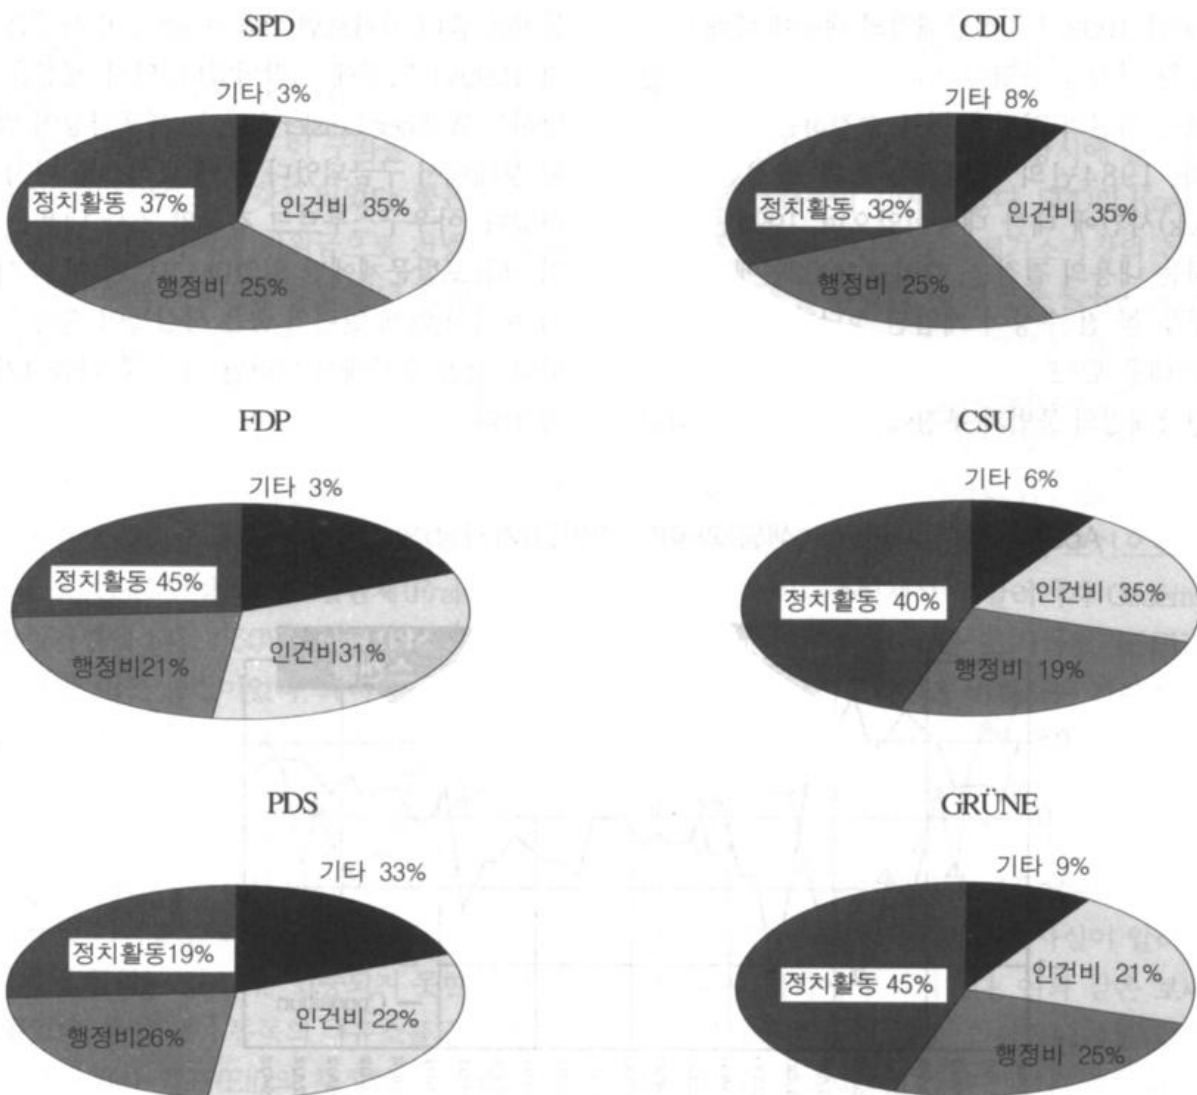 SPD
기타 3%
정치활동 37%
인건비 35%
행정비 25%
CDU
기타 8%
정치활동 32%
인건비 35%
행정비 25%
FDP
기타 3%
정치활동 45%
인건비31%
행정비21%
CSU
기타 6%
정치활동 40%
인건비 35%
행정비 19%
PDS
기타 33%
정치활동19%
인건비 22%
행정비26%
GRÜNE
기타 9%
정치활동 45%
인건비 21%
행정비 25%